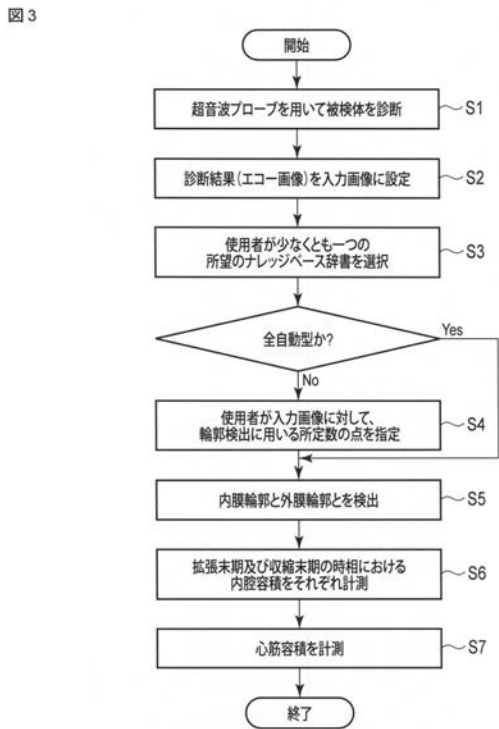 図 3
開始
超音波プローブを用いて被検体を診断
S1
診断結果(エコー画像)を入力画像に設定
S2
使用者が少なくとも一つの
所望のナレッジベース辞書を選択
S3
全自動型か?
Yes
No
使用者が入力画像に対して、
輪郭検出に用いる所定数の点を指定
S4
内膜輪郭と外膜輪郭とを検出
S5
拡張末期及び収縮末期の時相における
内腔容積をそれぞれ計測
S6
心筋容積を計測
S7
終了